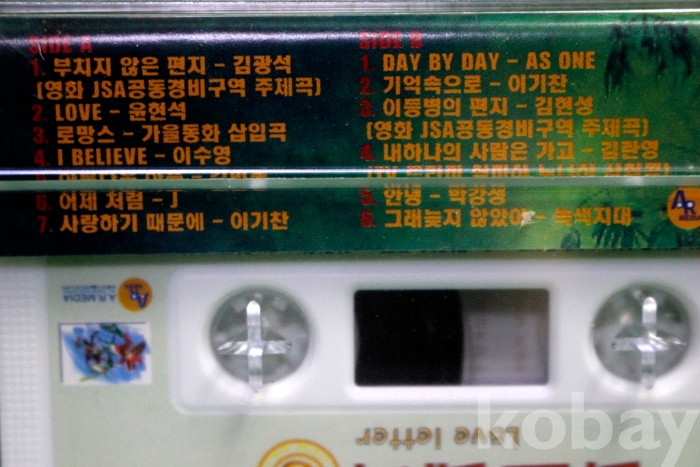 SIDE A
1. 부치지 않은 편지 - 김광석
(영화 JSA공동경비구역 주제곡)
2. LOVE - 윤현석
3. 로망스 - 가을동화 삽입곡
4. I BELIEVE - 이수영
6. 어제 처럼 - J
7. 사랑하기 때문에 - 이기찬
SIDE B
1. DAY BY DAY - AS ONE
2. 기억속으로 - 이기찬
3. 이등병의 편지 - 김현성
(영화 JSA공동경비구역 주제곡)
4. 내하나의 사람은 가고 - 김란영
5. 안녕 - 박강성
6. 그래늦지 않았어 - 녹색지대
AR
MEDIA
A.R MEDIA
Love letter
kobay